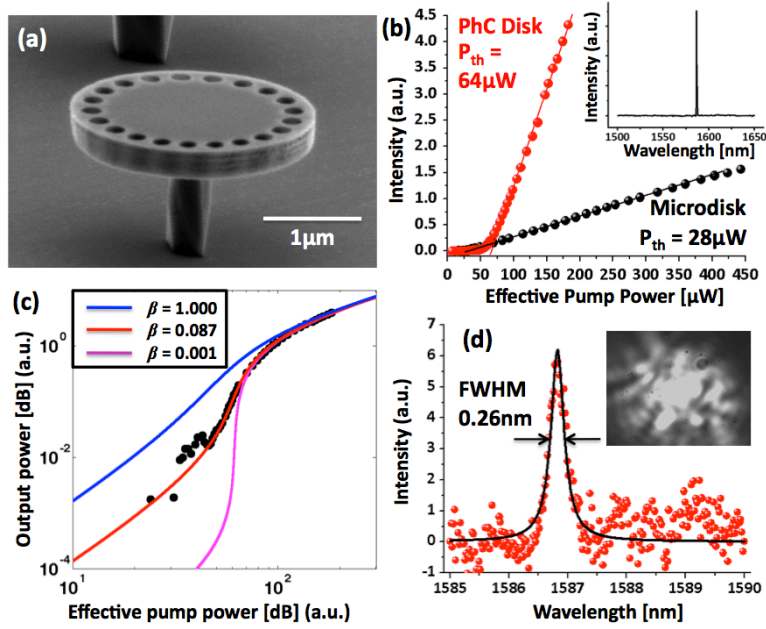 (a)
1μm
(b)
4.5
4.0
3.5
3.0
2.5
2.0
1.5
1.0
0.5
0.0
Intensity (a.u.)
PhC Disk
P_th =
64μW
Intensity (a.u.)
1500 1550 1600 1650
Wavelength [nm]
Microdisk
P_th = 28μW
0 50 100 150 200 250 300 350 400 450
Effective Pump Power [μW]
(c)
β = 1.000
β = 0.087
β = 0.001
Output power [dB] (a.u.)
10^0
10^-2
10^-4
10^1 10^2
Effective pump power [dB] (a.u.)
(d)
FWHM
0.26nm
Intensity (a.u.)
7
6
5
4
3
2
1
0
-1
1585 1586 1587 1588 1589 1590
Wavelength [nm]